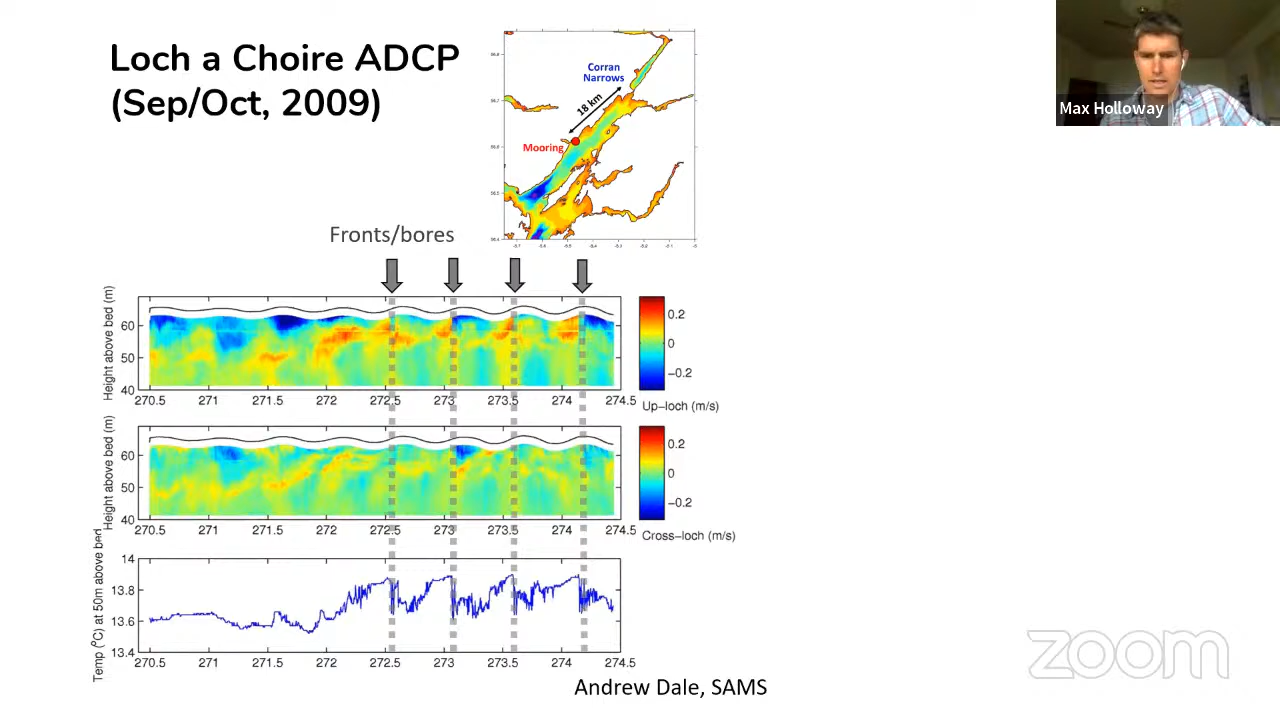 Loch a Choire ADCP
(Sep/Oct, 2009)
Max Holloway
Corran
Narrows
18 km
Mooring
Fronts/bores
Height above bed (m)
60
50
40
270.5 271 271.5 272 272.5 273 273.5 274 274.5
0.2
0
−0.2
Up−loch (m/s)
Height above bed (m)
60
50
40
270.5 271 271.5 272 272.5 273 273.5 274 274.5
0.2
0
−0.2
Cross−loch (m/s)
Temp (°C) at 50m above bed
14
13.8
13.6
13.4
270.5 271 271.5 272 272.5 273 273.5 274 274.5
Andrew Dale, SAMS
zoom